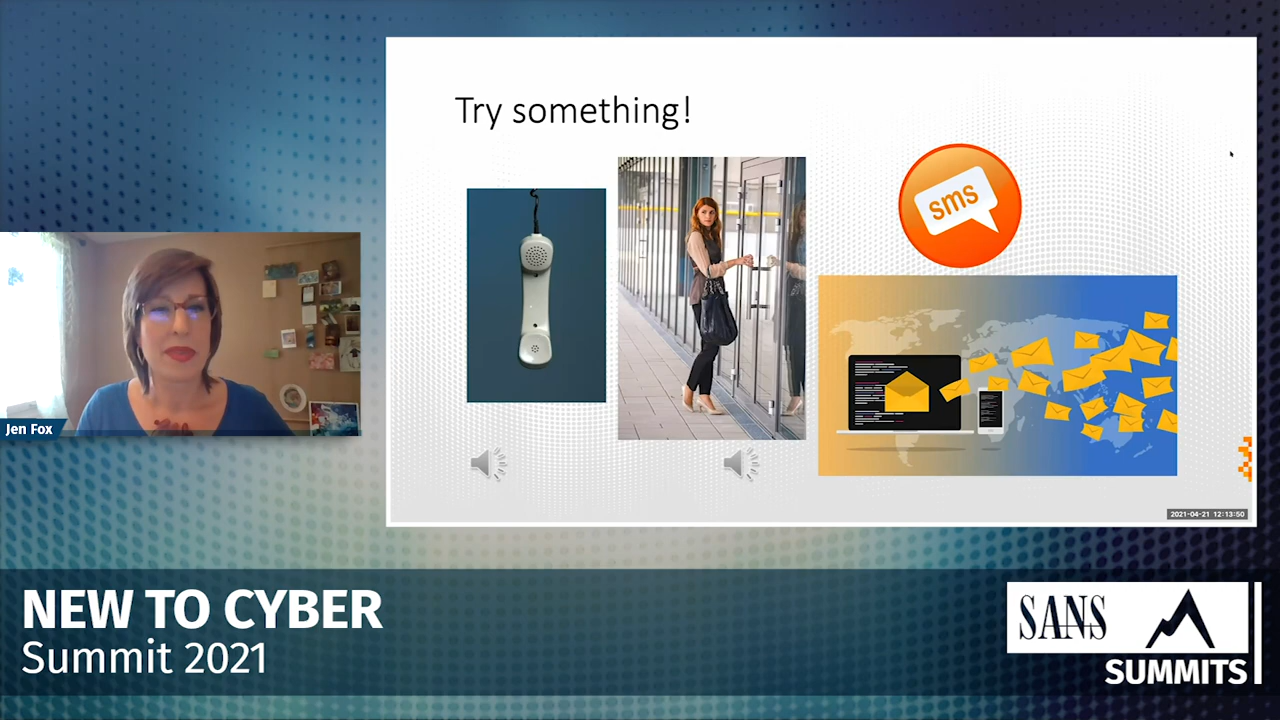 Try something!
sms
Jen Fox
2021-04-21 12:13:50
NEW TO CYBER
Summit 2021
SANS
SUMMITS